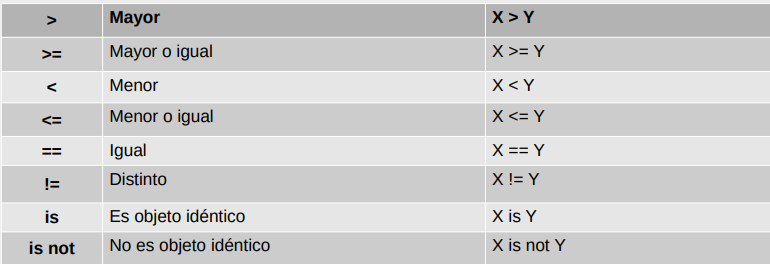 > Mayor X > Y
>= Mayor o igual X >= Y
< Menor X < Y
<= Menor o igual X <= Y
== Igual X == Y
!= Distinto X != Y
is Es objeto idéntico X is Y
is not No es objeto idéntico X is not Y